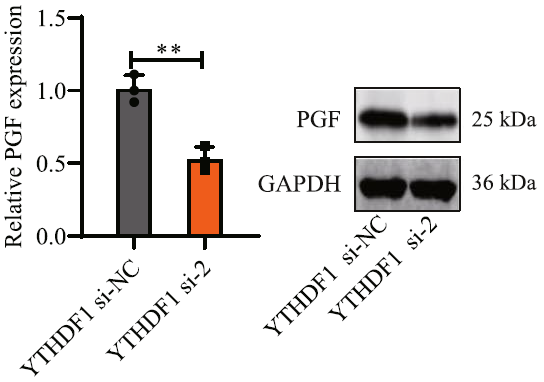 Relative PGF expression
1.5
1.0
0.5
0.0
**
YTHDF1 si-NC
YTHDF1 si-2
PGF
25 kDa
GAPDH
36 kDa
YTHDF1 si-NC
YTHDF1 si-2